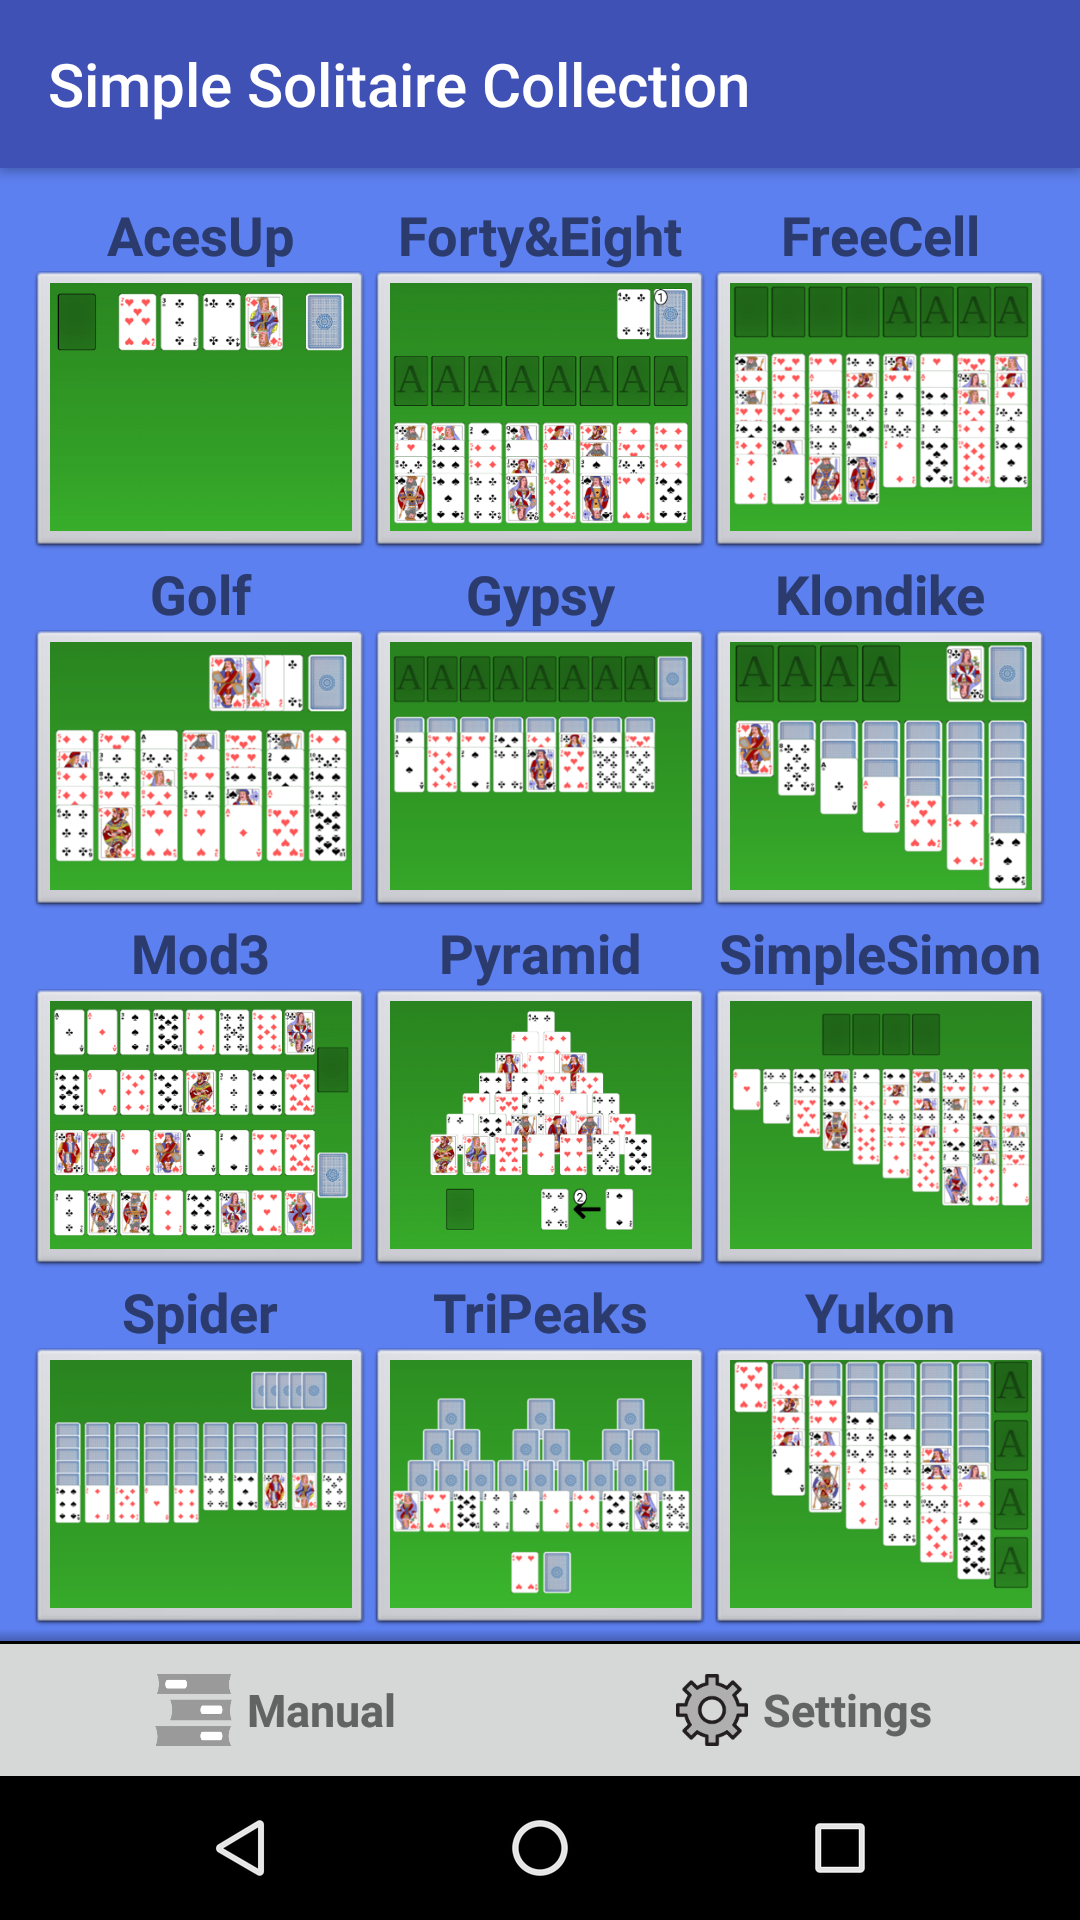 Simple Solitaire Collection
AcesUp Forty&Eight FreeCell
Golf Gypsy Klondike
Mod3 Pyramid SimpleSimon
Spider TriPeaks Yukon
Manual Settings